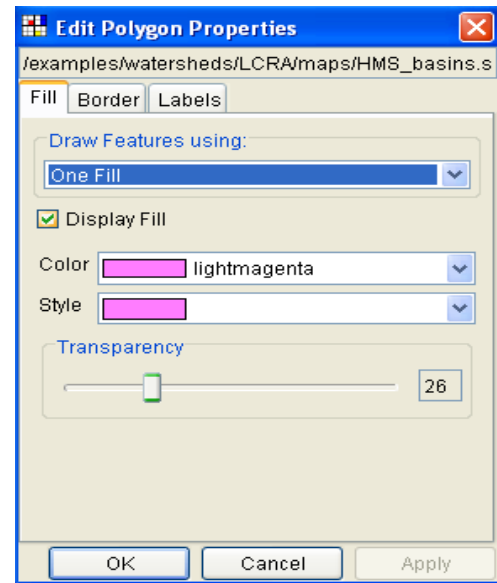 Edit Polygon Properties
/examples/watersheds/LCRA/maps/HMS_basins.s
Fill Border Labels
Draw Features using:
One Fill
Display Fill
Color lightmagenta
Style
Transparency
26
OK Cancel Apply